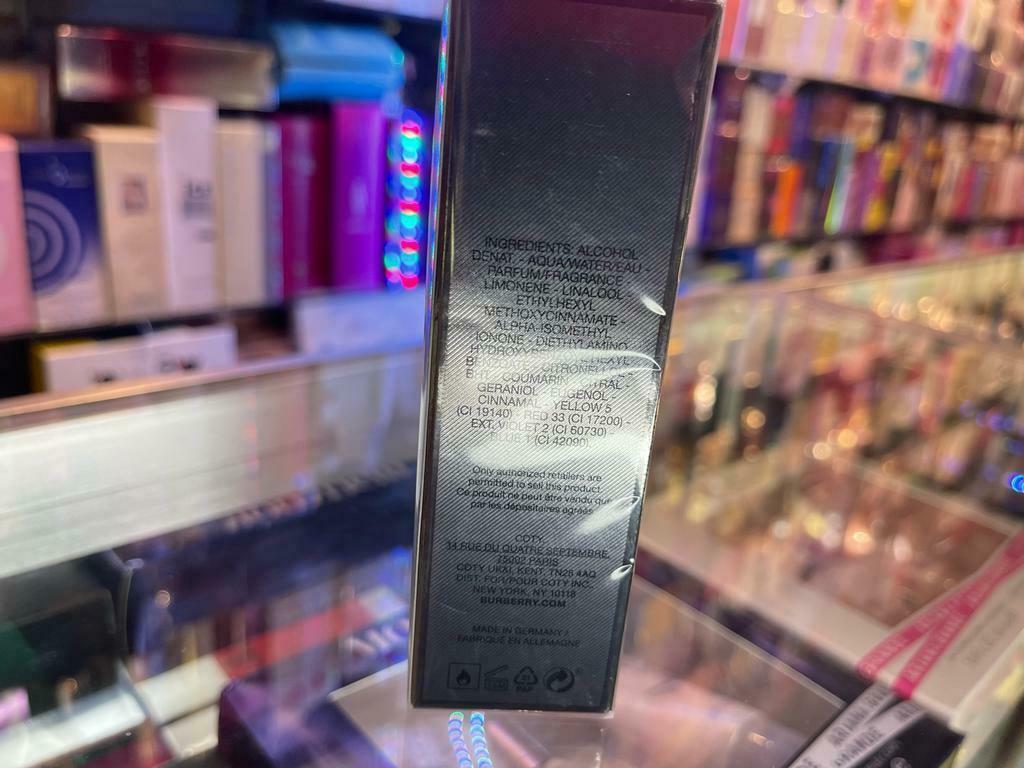 INGREDIENTS: ALCOHOL
DENAT - AQUA/WATER/EAU -
PARFUM/FRAGRANCE -
LIMONENE - LINALOOL -
ETHYLHEXYL
METHOXYCINNAMATE -
ALPHA-ISOMETHYL
IONONE - DIETHYLAMINO
COUMARIN
GERANIOL - EUGENOL -
CINNAMAL - YELLOW 5
(CI 19140) - RED 33 (CI 17200) -
EXT. VIOLET 2 (CI 60730) -
BLUE 1 (CI 42090)
Only authorized retailers are
permitted to sell this product.
Ce produit ne peut être vendu que
par les dépositaires agréés.
COTY
14 RUE DU QUATRE SEPTEMBRE,
75002 PARIS
COTY UK, KENT, TN25 4AQ
DIST. FOR/POUR COTY INC.
NEW YORK, NY 10118
BURBERRY.COM
MADE IN GERMANY /
FABRIQUÉ EN ALLEMAGNE
PAP